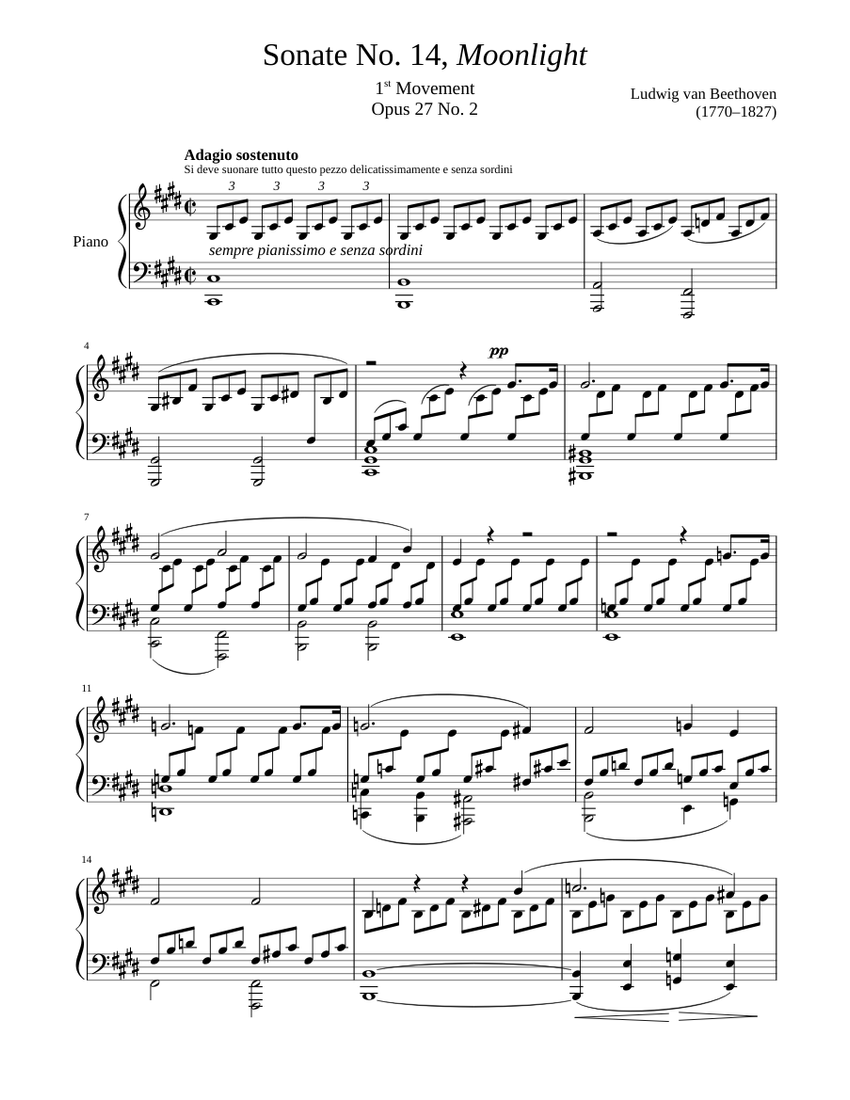 Sonate No. 14, Moonlight
1st Movement
Opus 27 No. 2
Ludwig van Beethoven
(1770–1827)
Adagio sostenuto
Si deve suonare tutto questo pezzo delicatissimamente e senza sordini
3 3 3 3
Piano
sempre pianissimo e senza sordini
4
pp
7
11
14